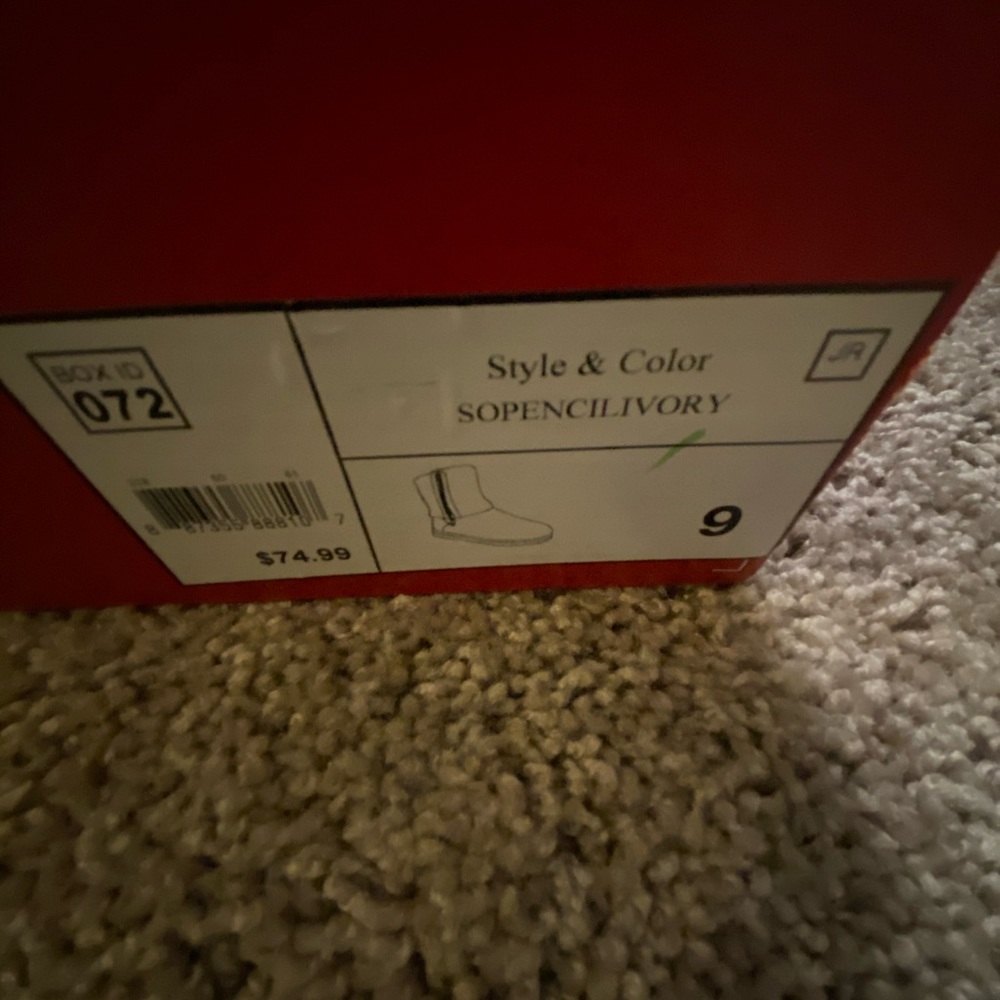 BOX ID
072
$74.99
Style & Color
SOPENCILIVORY
JR
9